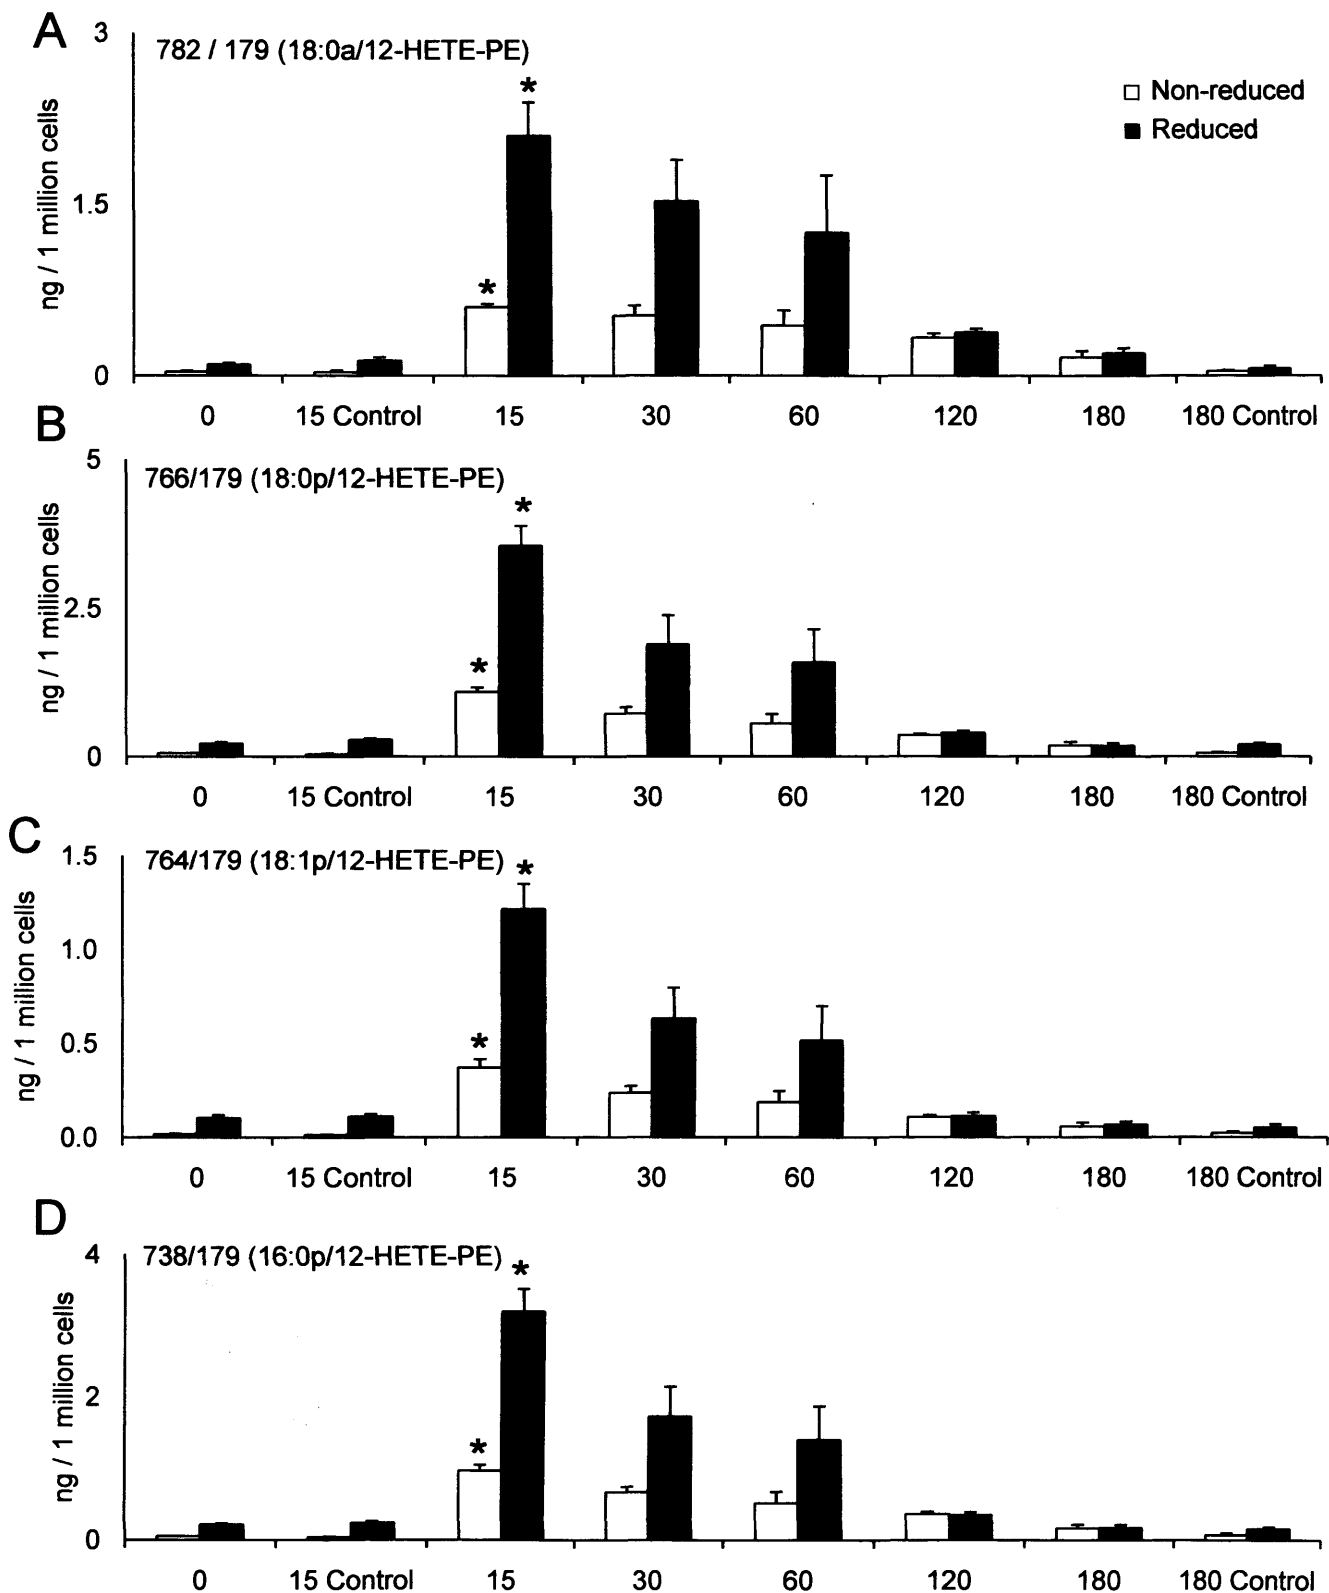 A
3
782 / 179 (18:0a/12-HETE-PE)
*
*
Non-reduced
Reduced
ng / 1 million cells
1.5
0
0 15 Control 15 30 60 120 180 180 Control
B
5
766/179 (18:0p/12-HETE-PE)
*
*
ng / 1 million cells
2.5
0
0 15 Control 15 30 60 120 180 180 Control
C
1.5
764/179 (18:1p/12-HETE-PE)
*
*
ng / 1 million cells
1.0
0.5
0.0
0 15 Control 15 30 60 120 180 180 Control
D
4
738/179 (16:0p/12-HETE-PE)
*
*
ng / 1 million cells
2
0
0 15 Control 15 30 60 120 180 180 Control